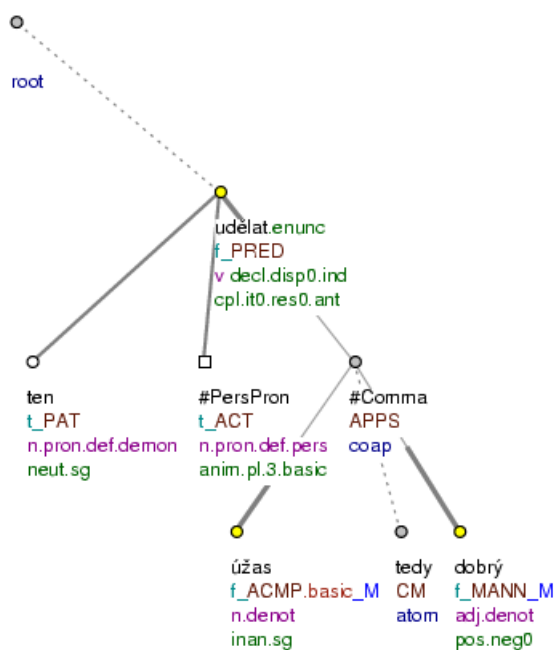 root
udělat.enunc
f_PRED
v decl.disp0.ind
cpl.it0.res0.ant
ten
t_PAT
n.pron.def.demon
neut.sg
#PersPron
t_ACT
n.pron.def.pers
anim.pl.3.basic
#Comma
APPS
coap
úžas
f_ACMP.basic_M
n.denot
inan.sg
tedy
CM
atom
dobrý
f_MANN_M
adj.denot
pos.neg0